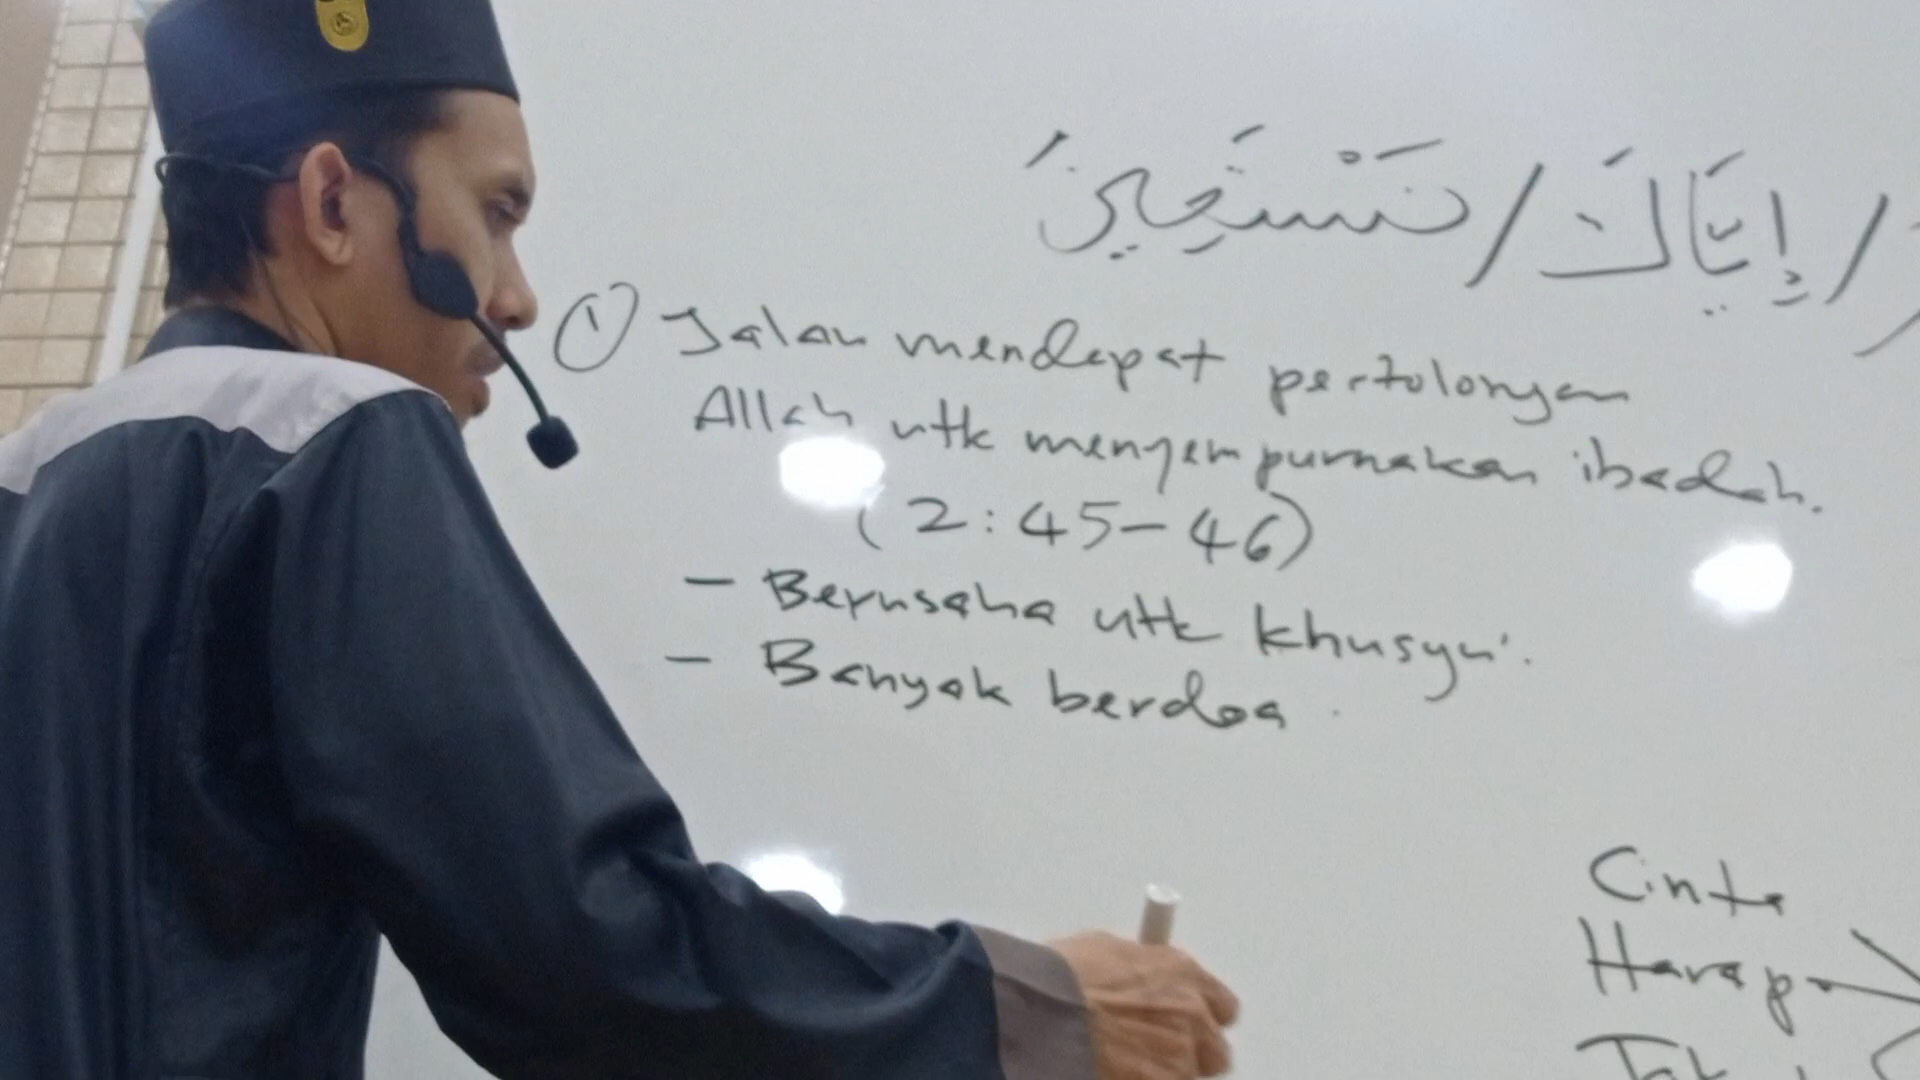 / إِيَّاكَ / نَسْتَعِينُ
① Jalan mendapat pertolongan
Allah utk menyempurnakan ibadah.
(2:45-46)
- Berusaha utk khusyu'.
- Banyak berdoa.
Cinta
Harap